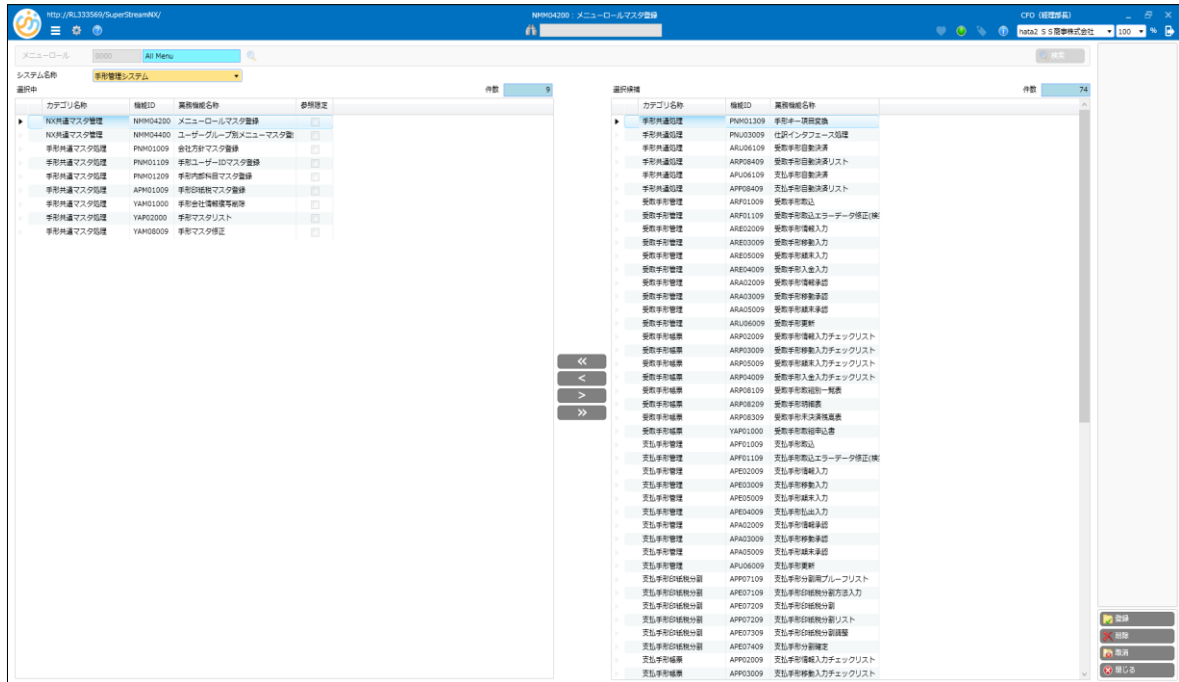 http://RL333569/SuperStreamNX/ NMM04200 : メニューロールマスタ登録 CFO (経理部長)
hata2 ＳＳ商事株式会社 100 %
メニューロール 0000 All Menu 検索
システム名称 手形管理システム
選択中 件数 9
カテゴリ名称 機能ID 業務機能名称 参照限定
NX共通マスタ管理 NMM04200 メニューロールマスタ登録
NX共通マスタ管理 NMM04400 ユーザーグループ別メニューマスタ登
手形共通マスタ処理 PNM01009 会社方針マスタ登録
手形共通マスタ処理 PNM01109 手形ユーザーIDマスタ登録
手形共通マスタ処理 PNM01209 手形内部科目マスタ登録
手形共通マスタ処理 APM01009 手形印紙税マスタ登録
手形共通マスタ処理 YAM01000 手形会社情報複写削除
手形共通マスタ処理 YAP02000 手形マスタリスト
手形共通マスタ処理 YAM08009 手形マスタ修正
<<
<
>
>>
選択候補 件数 74
カテゴリ名称 機能ID 業務機能名称
手形共通処理 PNM01309 手形キー項目変換
手形共通処理 PNU03009 仕訳インタフェース処理
手形共通処理 ARU06109 受取手形自動決済
手形共通処理 ARP08409 受取手形自動決済リスト
手形共通処理 APU06109 支払手形自動決済
手形共通処理 APP08409 支払手形自動決済リスト
受取手形管理 ARF01009 受取手形取込
受取手形管理 ARF01109 受取手形取込エラーデータ修正(検
受取手形管理 ARE02009 受取手形情報入力
受取手形管理 ARE03009 受取手形移動入力
受取手形管理 ARE05009 受取手形顛末入力
受取手形管理 ARE04009 受取手形入金入力
受取手形管理 ARA02009 受取手形情報承認
受取手形管理 ARA03009 受取手形移動承認
受取手形管理 ARA05009 受取手形顛末承認
受取手形管理 ARU06009 受取手形更新
受取手形帳票 ARP02009 受取手形情報入力チェックリスト
受取手形帳票 ARP03009 受取手形移動入力チェックリスト
受取手形帳票 ARP05009 受取手形顛末入力チェックリスト
受取手形帳票 ARP04009 受取手形入金入力チェックリスト
受取手形帳票 ARP08109 受取手形取組別一覧表
受取手形帳票 ARP08209 受取手形明細表
受取手形帳票 ARP08309 受取手形未決済残高表
受取手形帳票 YAP01000 受取手形取組申込書
支払手形管理 APF01009 支払手形取込
支払手形管理 APF01109 支払手形取込エラーデータ修正(検
支払手形管理 APE02009 支払手形情報入力
支払手形管理 APE03009 支払手形移動入力
支払手形管理 APE05009 支払手形顛末入力
支払手形管理 APE04009 支払手形払出入力
支払手形管理 APA02009 支払手形情報承認
支払手形管理 APA03009 支払手形移動承認
支払手形管理 APA05009 支払手形顛末承認
支払手形管理 APU06009 支払手形更新
支払手形印紙税分割 APP07109 支払手形分割用プルーフリスト
支払手形印紙税分割 APE07109 支払手形印紙税分割方法入力
支払手形印紙税分割 APE07209 支払手形印紙税分割
支払手形印紙税分割 APP07209 支払手形印紙税分割リスト
支払手形印紙税分割 APE07309 支払手形印紙税分割調整
支払手形印紙税分割 APE07409 支払手形分割確定
支払手形帳票 APP02009 支払手形情報入力チェックリスト
支払手形帳票 APP03009 支払手形移動入力チェックリスト
登録
削除
取消
閉じる